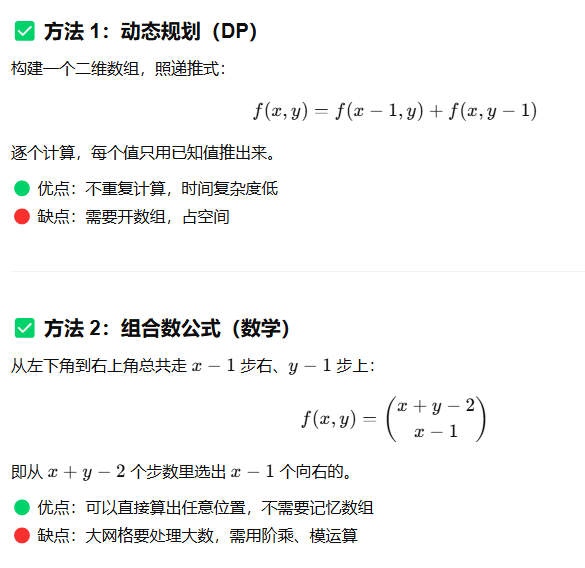 ✅ 方法 1：动态规划（DP）
构建一个二维数组，照递推式：
f(x, y) = f(x − 1, y) + f(x, y − 1)
逐个计算，每个值只用已知值推出来。
🟢 优点：不重复计算，时间复杂度低
🔴 缺点：需要开数组，占空间
✅ 方法 2：组合数公式（数学）
从左下角到右上角总共走 x − 1 步右、y − 1 步上：
f(x, y) = \binom{x + y − 2}{x − 1}
即从 x + y − 2 个步数里选出 x − 1 个向右的。
🟢 优点：可以直接算出任意位置，不需要记忆数组
🔴 缺点：大网格要处理大数，需用阶乘、模运算